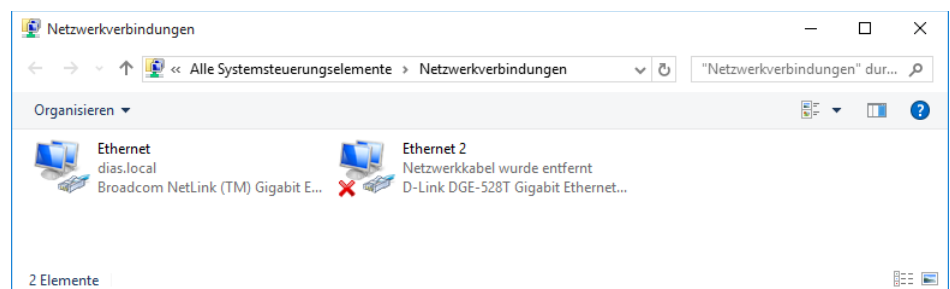 Netzwerkverbindungen
« Alle Systemsteuerungselemente › Netzwerkverbindungen
"Netzwerkverbindungen" dur...
Organisieren
Ethernet
dias.local
Broadcom NetLink (TM) Gigabit E...
Ethernet 2
Netzwerkkabel wurde entfernt
D-Link DGE-528T Gigabit Ethernet...
2 Elemente